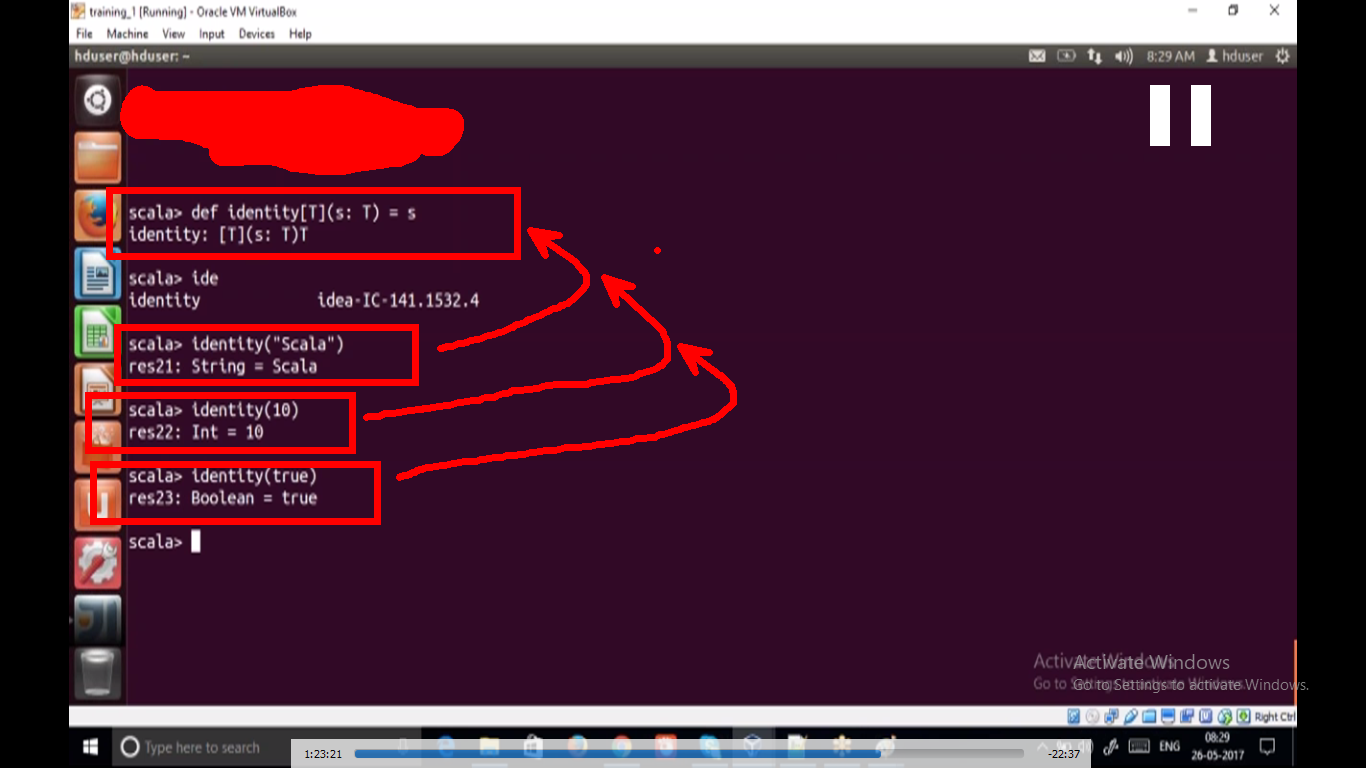 training_1 [Running] - Oracle VM VirtualBox
File Machine View Input Devices Help
hduser@hduser: ~ 8:29 AM hduser
scala> def identity[T](s: T) = s
identity: [T](s: T)T
scala> ide
identity idea-IC-141.1532.4
scala> identity("Scala")
res21: String = Scala
scala> identity(10)
res22: Int = 10
scala> identity(true)
res23: Boolean = true
scala>
Activate Windows
Go to Settings to activate Windows.
Right Ctrl
Type here to search
ENG
08:29
26-05-2017
1:23:21 -22:37